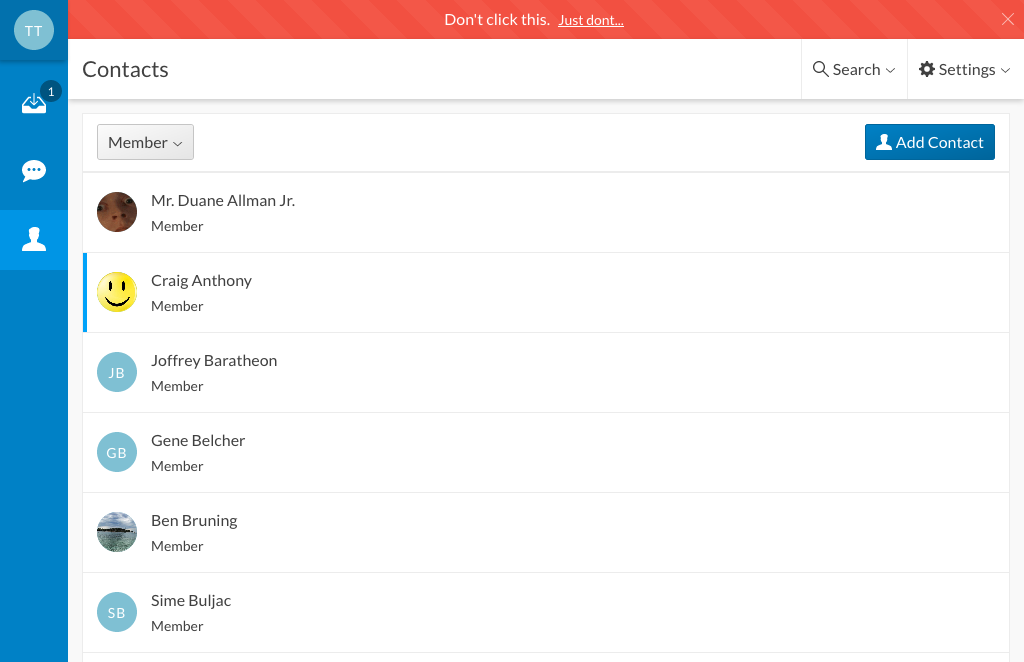 TT
Don't click this. Just dont...
1
Contacts
Search
Settings
Member
Add Contact
Mr. Duane Allman Jr.
Member
Craig Anthony
Member
JB
Joffrey Baratheon
Member
GB
Gene Belcher
Member
Ben Bruning
Member
SB
Sime Buljac
Member